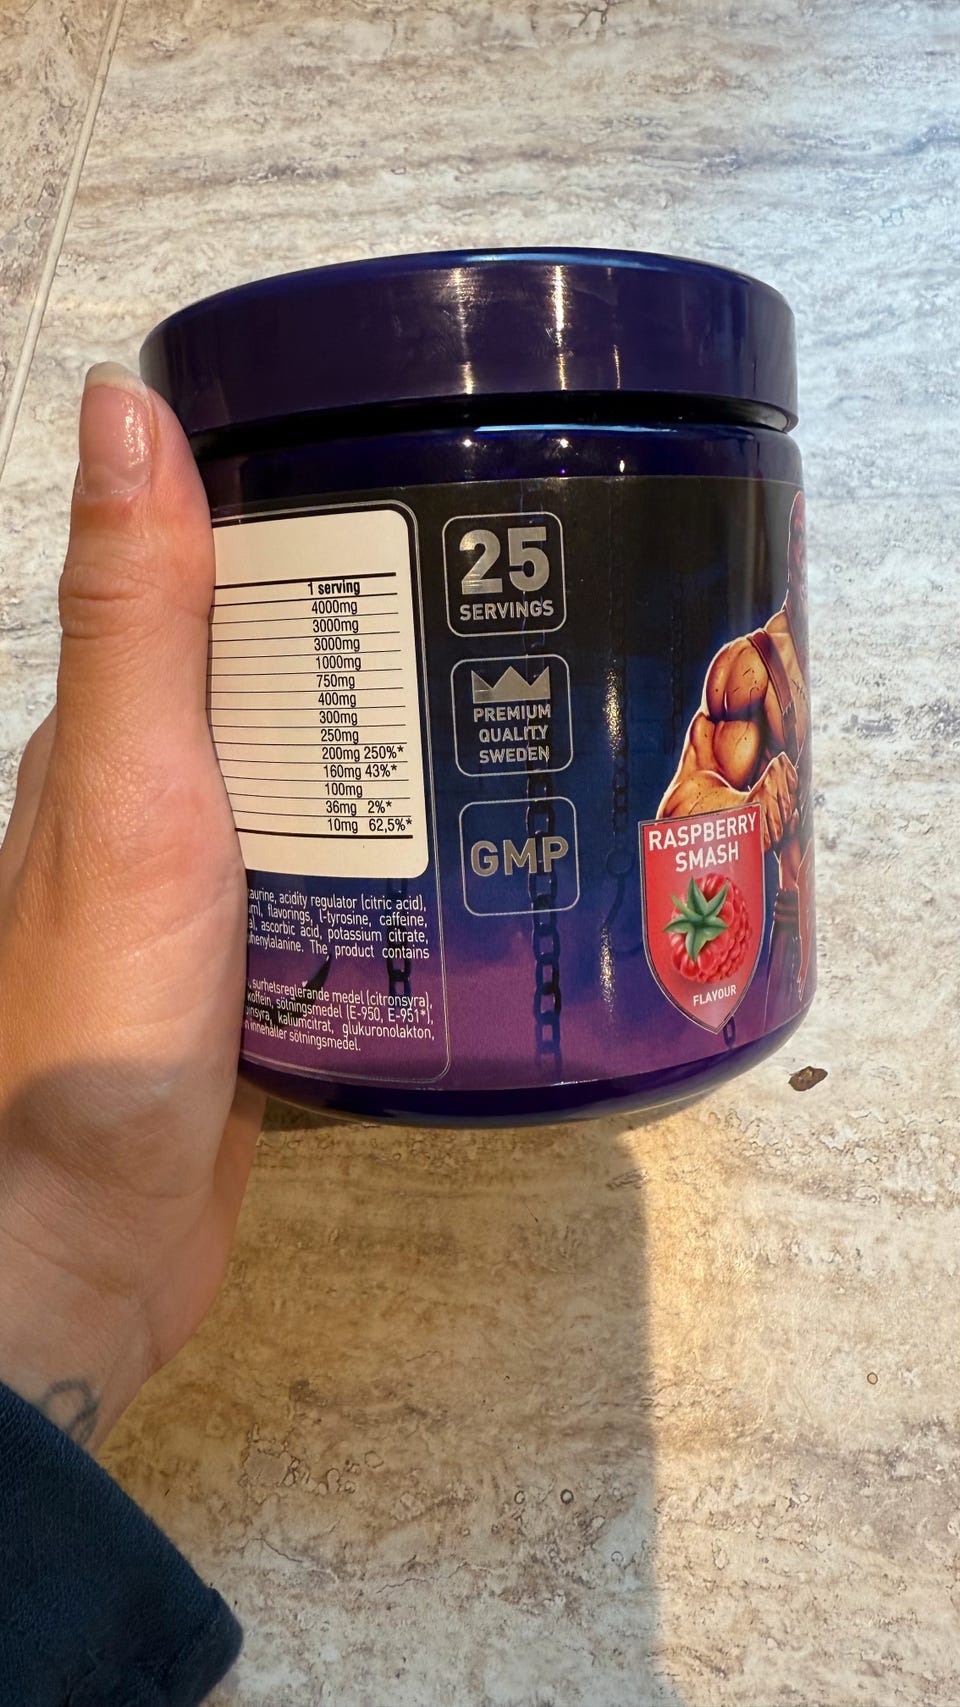 1 serving
4000mg
3000mg
3000mg
1000mg
750mg
400mg
300mg
250mg
200mg 250%*
160mg 43%*
100mg
36mg 2%*
10mg 62,5%*
taurine, acidity regulator (citric acid),
flavorings, l-tyrosine, caffeine,
ascorbic acid, potassium citrate,
The product contains
surhetsreglerande medel (citronsyra),
koffein, sötningsmedel (E-950, E-951*),
kaliumcitrat, glukuronolakton,
innehåller sötningsmedel.
25
SERVINGS
PREMIUM
QUALITY
SWEDEN
GMP
RASPBERRY
SMASH
FLAVOUR